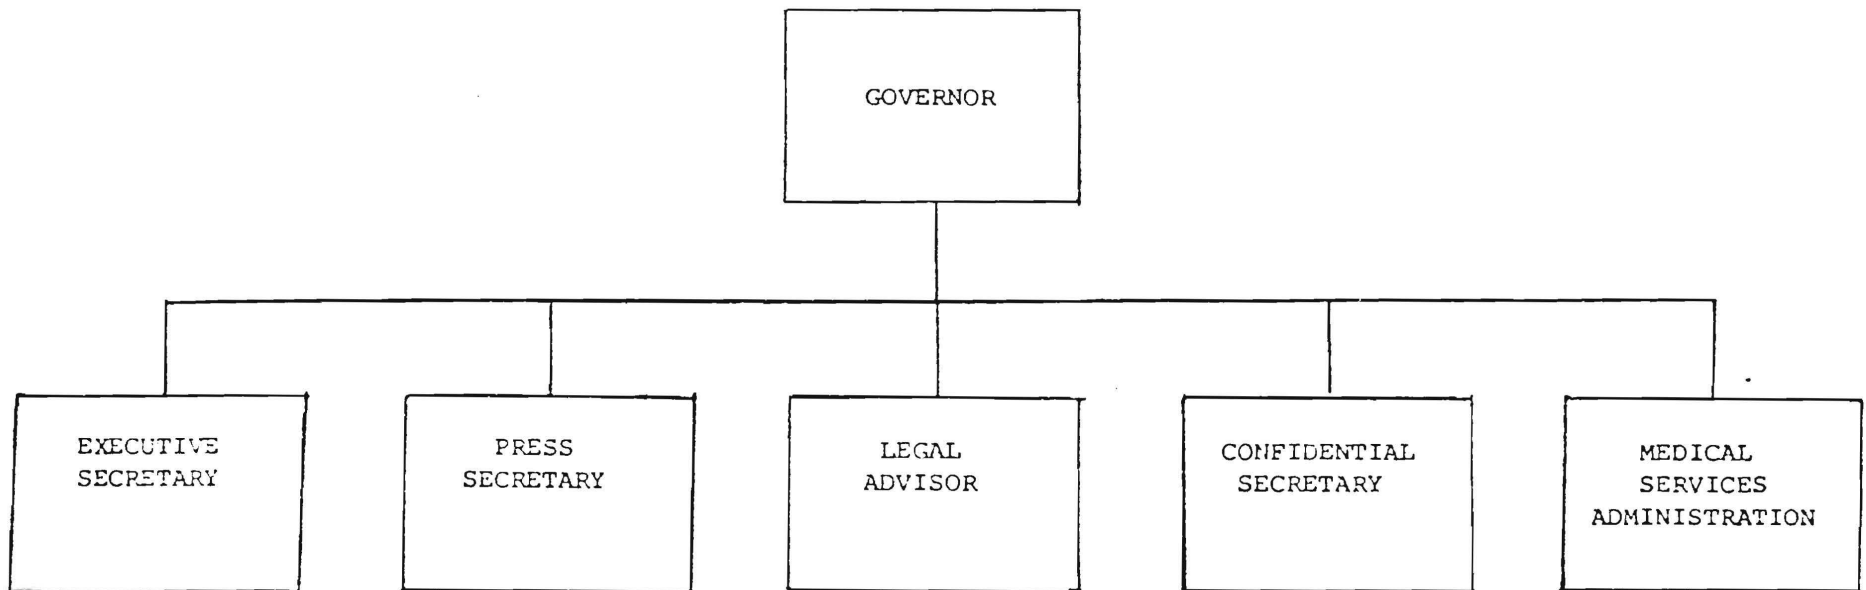 GOVERNOR
EXECUTIVE
SECRETARY
PRESS
SECRETARY
LEGAL
ADVISOR
CONFIDENTIAL
SECRETARY
MEDICAL
SERVICES
ADMINISTRATION